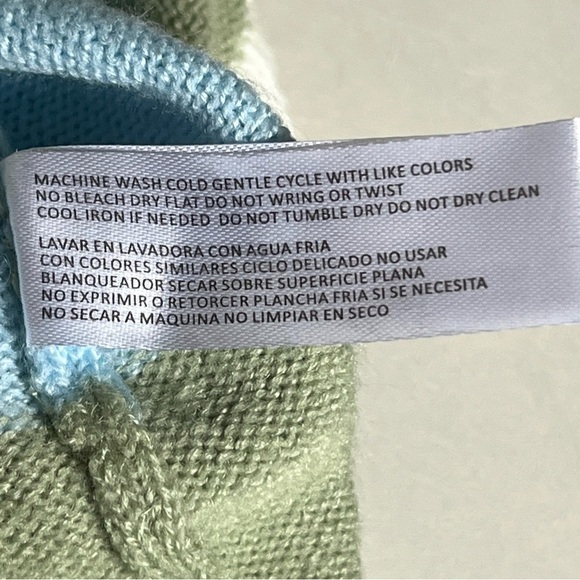 MACHINE WASH COLD GENTLE CYCLE WITH LIKE COLORS
NO BLEACH DRY FLAT DO NOT WRING OR TWIST
COOL IRON IF NEEDED DO NOT TUMBLE DRY DO NOT DRY CLEAN
LAVAR EN LAVADORA CON AGUA FRIA
CON COLORES SIMILARES CICLO DELICADO NO USAR
BLANQUEADOR SECAR SOBRE SUPERFICIE PLANA
NO EXPRIMIR O RETORCER PLANCHA FRIA SI SE NECESITA
NO SECAR A MAQUINA NO LIMPIAR EN SECO